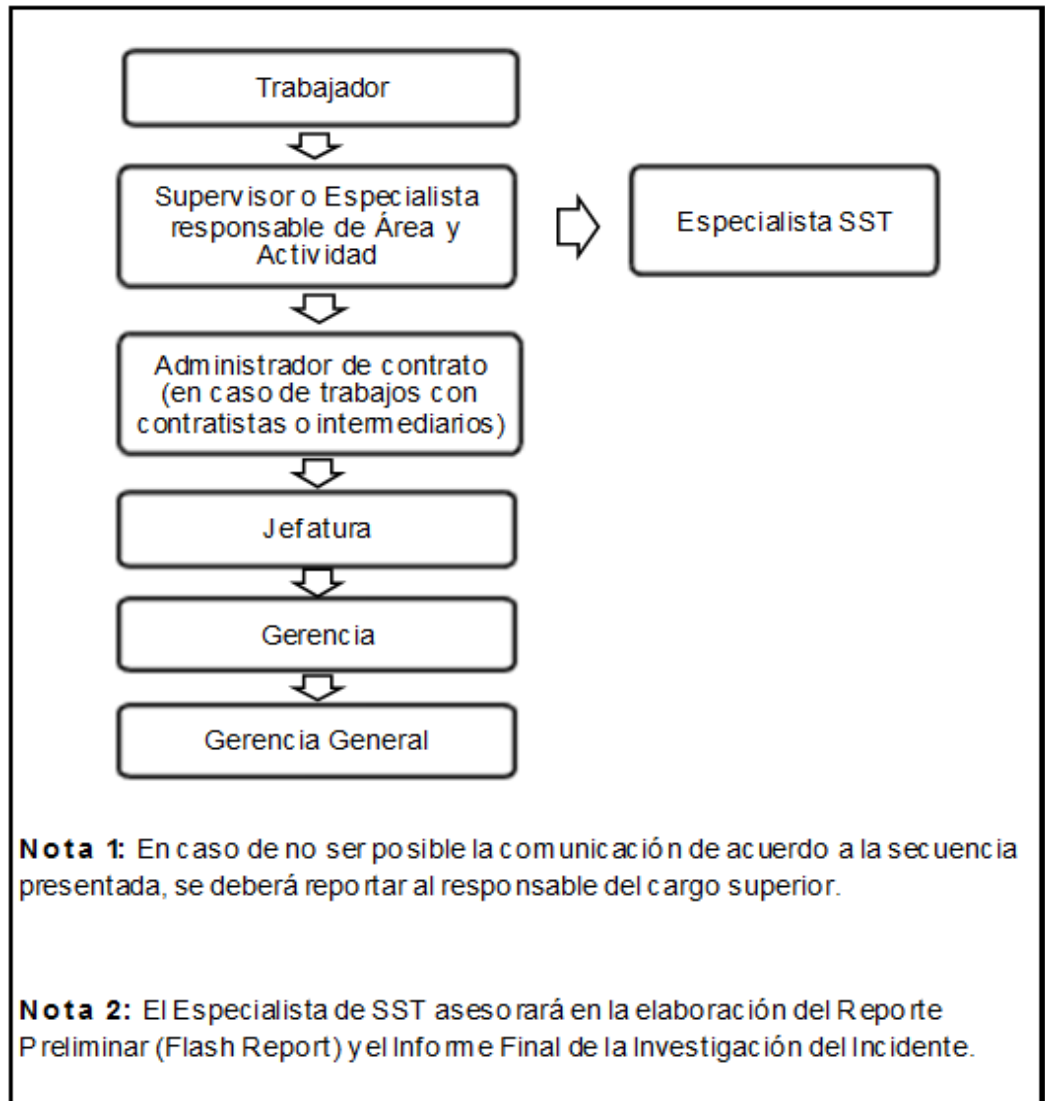 Trabajador
Supervisor o Especialista
responsable de Área y
Actividad
Especialista SST
Administrador de contrato
(en caso de trabajos con
contratistas o intermediarios)
Jefatura
Gerencia
Gerencia General
Nota 1: En caso de no ser posible la comunicación de acuerdo a la secuencia
presentada, se deberá reportar al responsable del cargo superior.
Nota 2: El Especialista de SST asesorará en la elaboración del Reporte
Preliminar (Flash Report) y el Informe Final de la Investigación del Incidente.